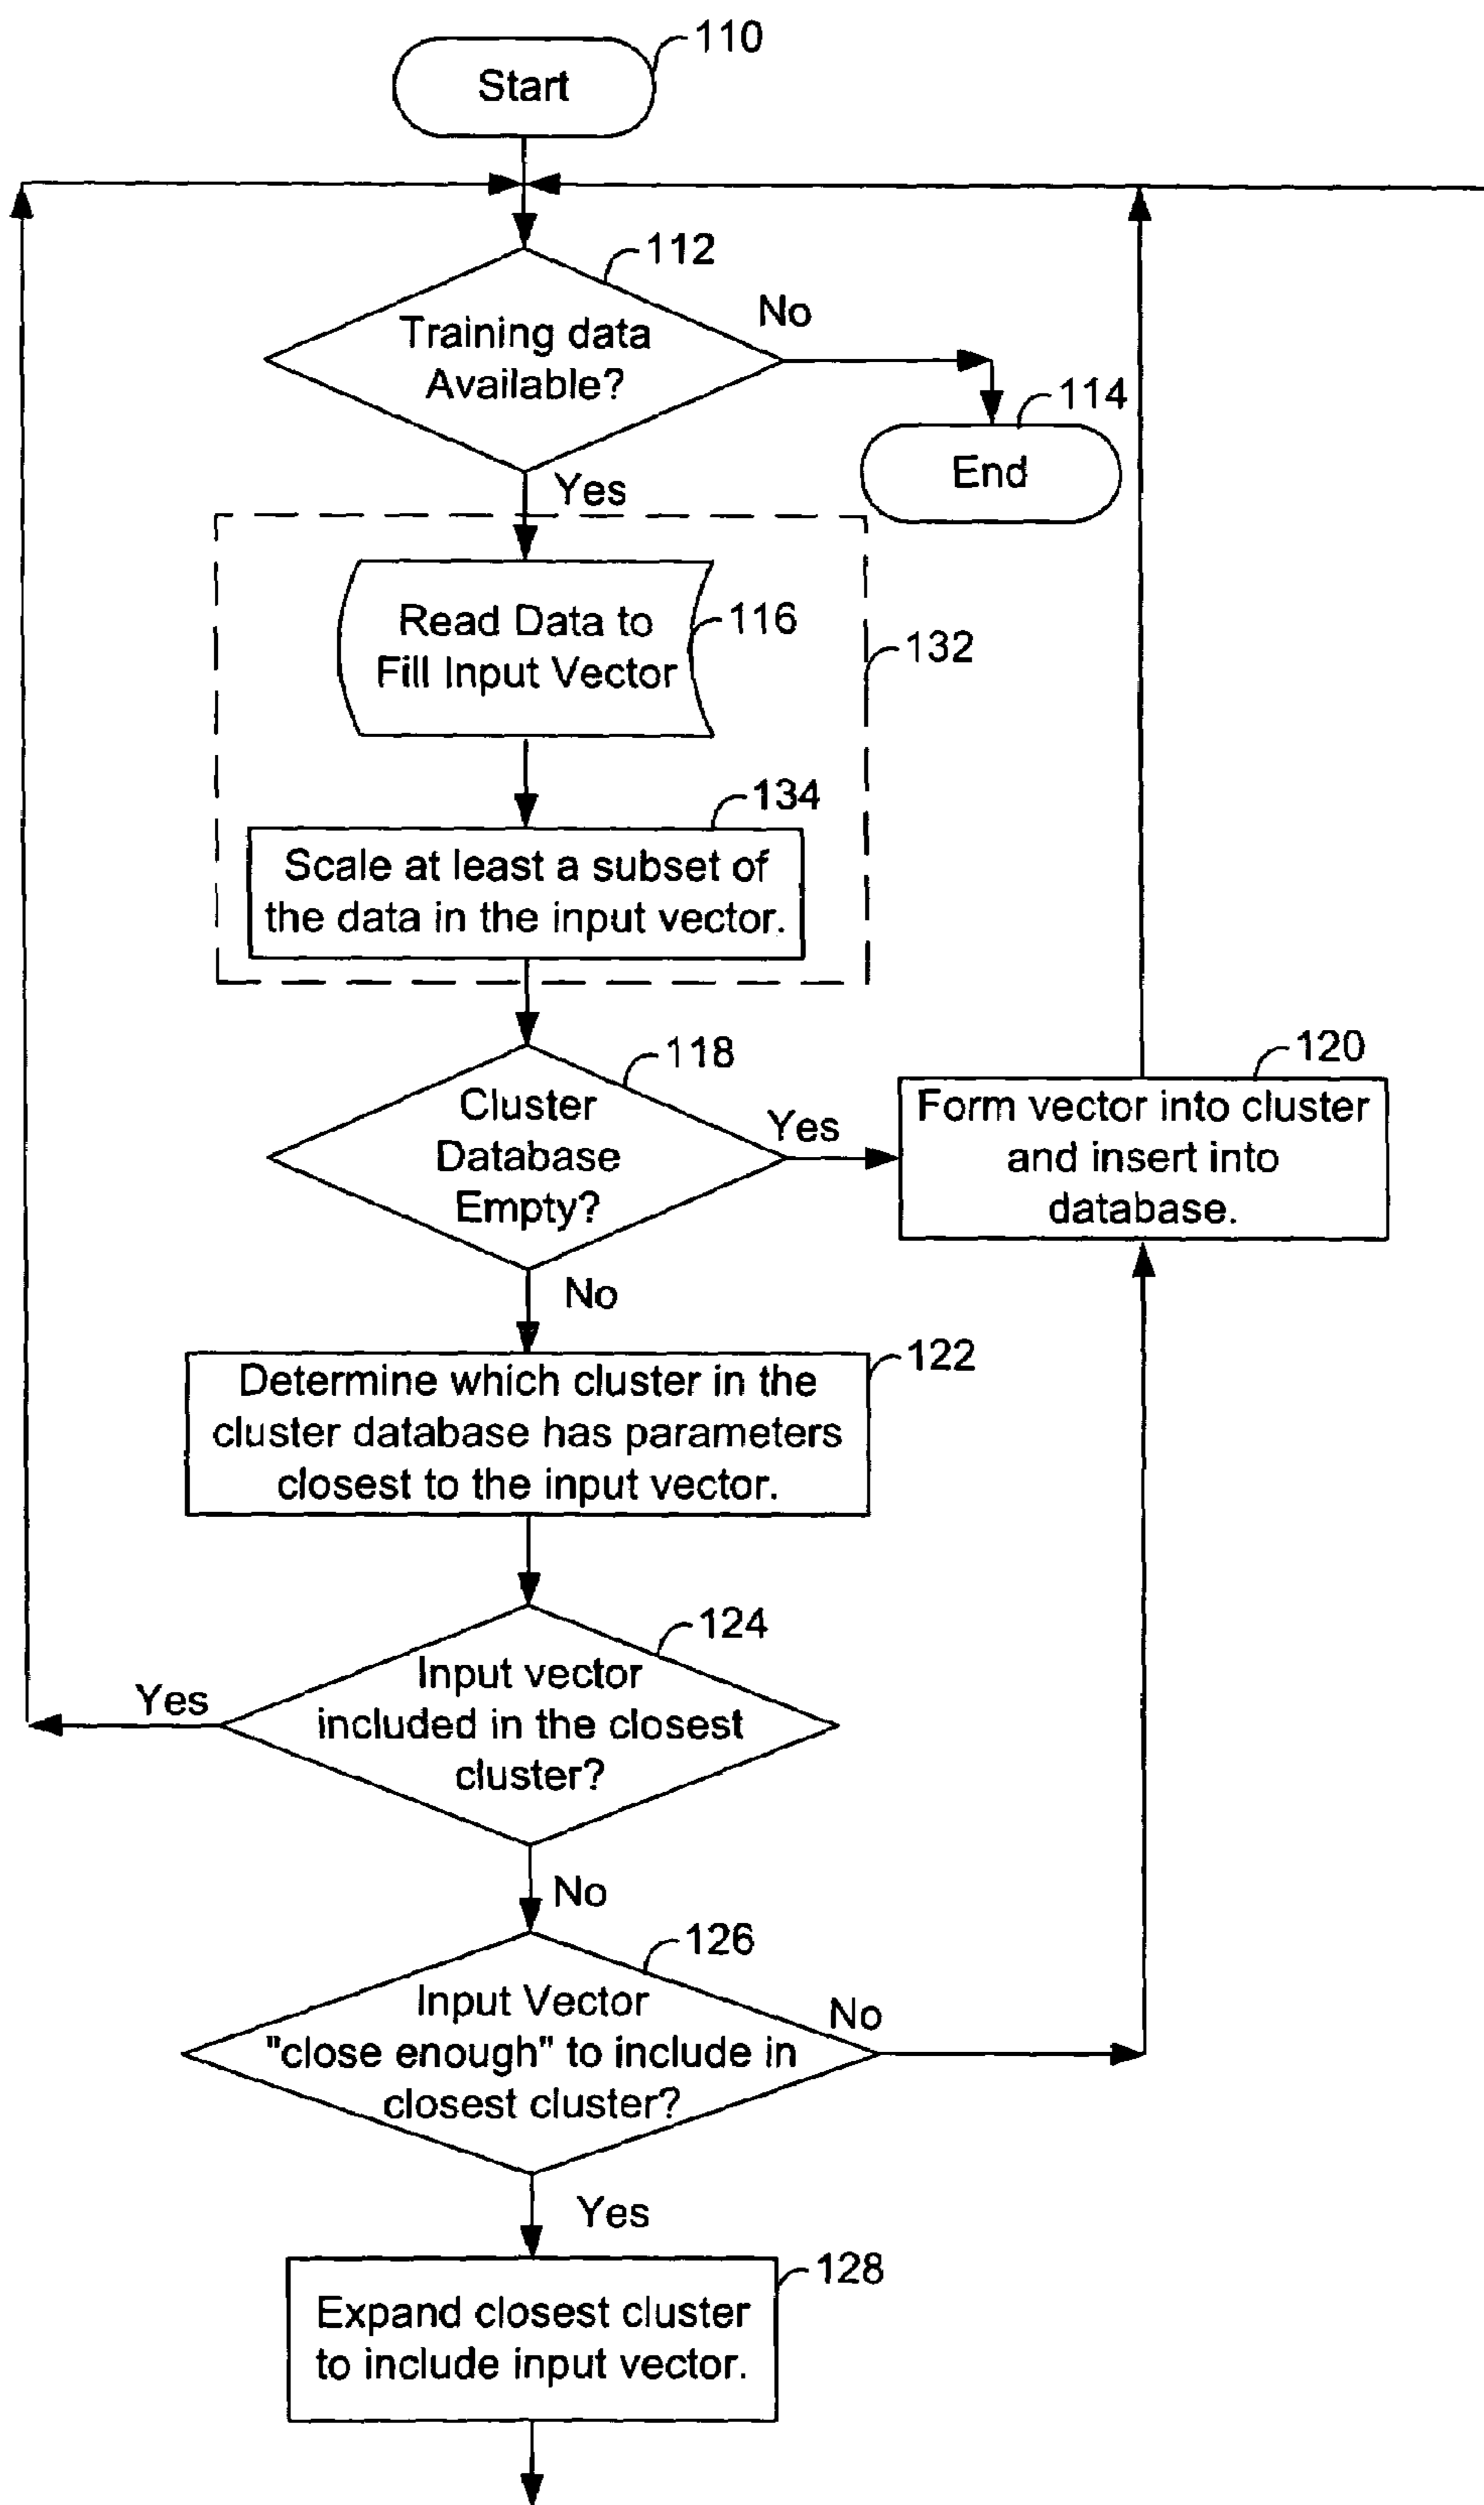 110
Start
112
Training data
Available?
No
114
End
Yes
Read Data to
Fill Input Vector
116
132
134
Scale at least a subset of
the data in the input vector.
118
Cluster
Database
Empty?
Yes
120
Form vector into cluster
and insert into
database.
No
122
Determine which cluster in the
cluster database has parameters
closest to the input vector.
124
Input vector
included in the closest
cluster?
Yes
No
126
Input Vector
"close enough" to include in
closest cluster?
No
Yes
128
Expand closest cluster
to include input vector.